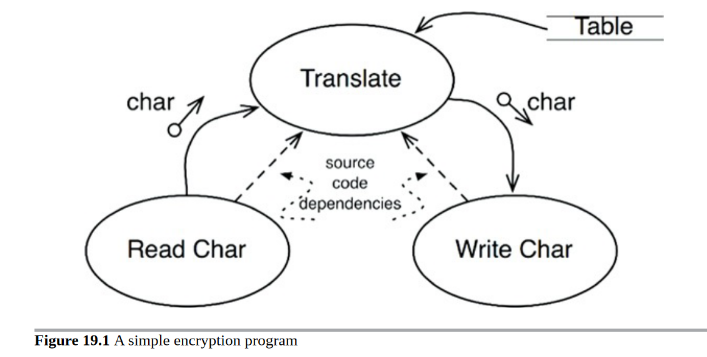 Table
Translate
char
char
source
code
dependencies
Read Char
Write Char
Figure 19.1 A simple encryption program